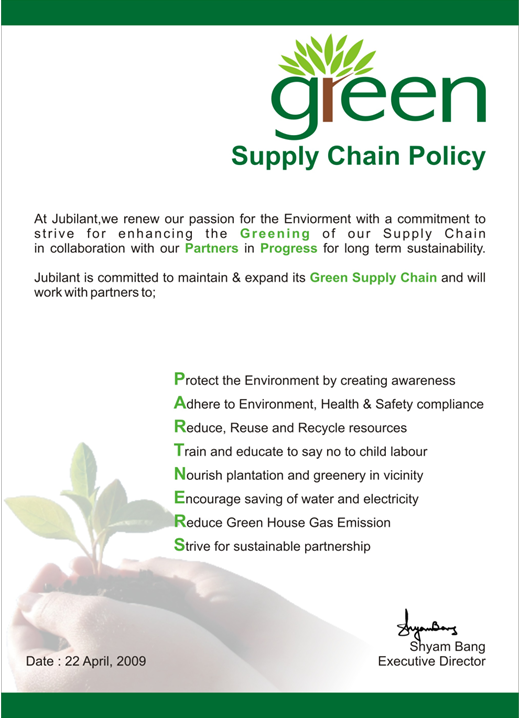 green
Supply Chain Policy
At Jubilant,we renew our passion for the Enviorment with a commitment to
strive for enhancing the Greening of our Supply Chain
in collaboration with our Partners in Progress for long term sustainability.
Jubilant is committed to maintain & expand its Green Supply Chain and will
work with partners to;
Protect the Environment by creating awareness
Adhere to Environment, Health & Safety compliance
Reduce, Reuse and Recycle resources
Train and educate to say no to child labour
Nourish plantation and greenery in vicinity
Encourage saving of water and electricity
Reduce Green House Gas Emission
Strive for sustainable partnership
ShyamBang
Shyam Bang
Date : 22 April, 2009
Executive Director